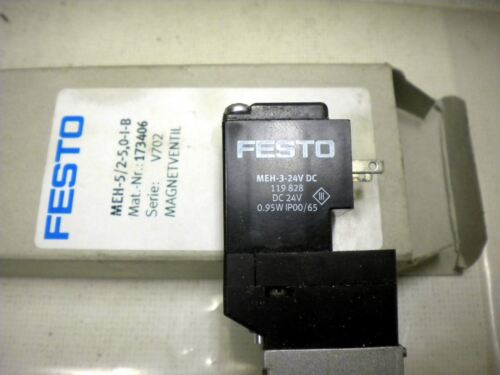 FESTO
MEH-5/2-5,0-I-B
Mat.-Nr.: 173406
Serie: V702
MAGNETVENTIL
FESTO
MEH-3-24V DC
119 828
DC 24V
0.95W IP00/65
III